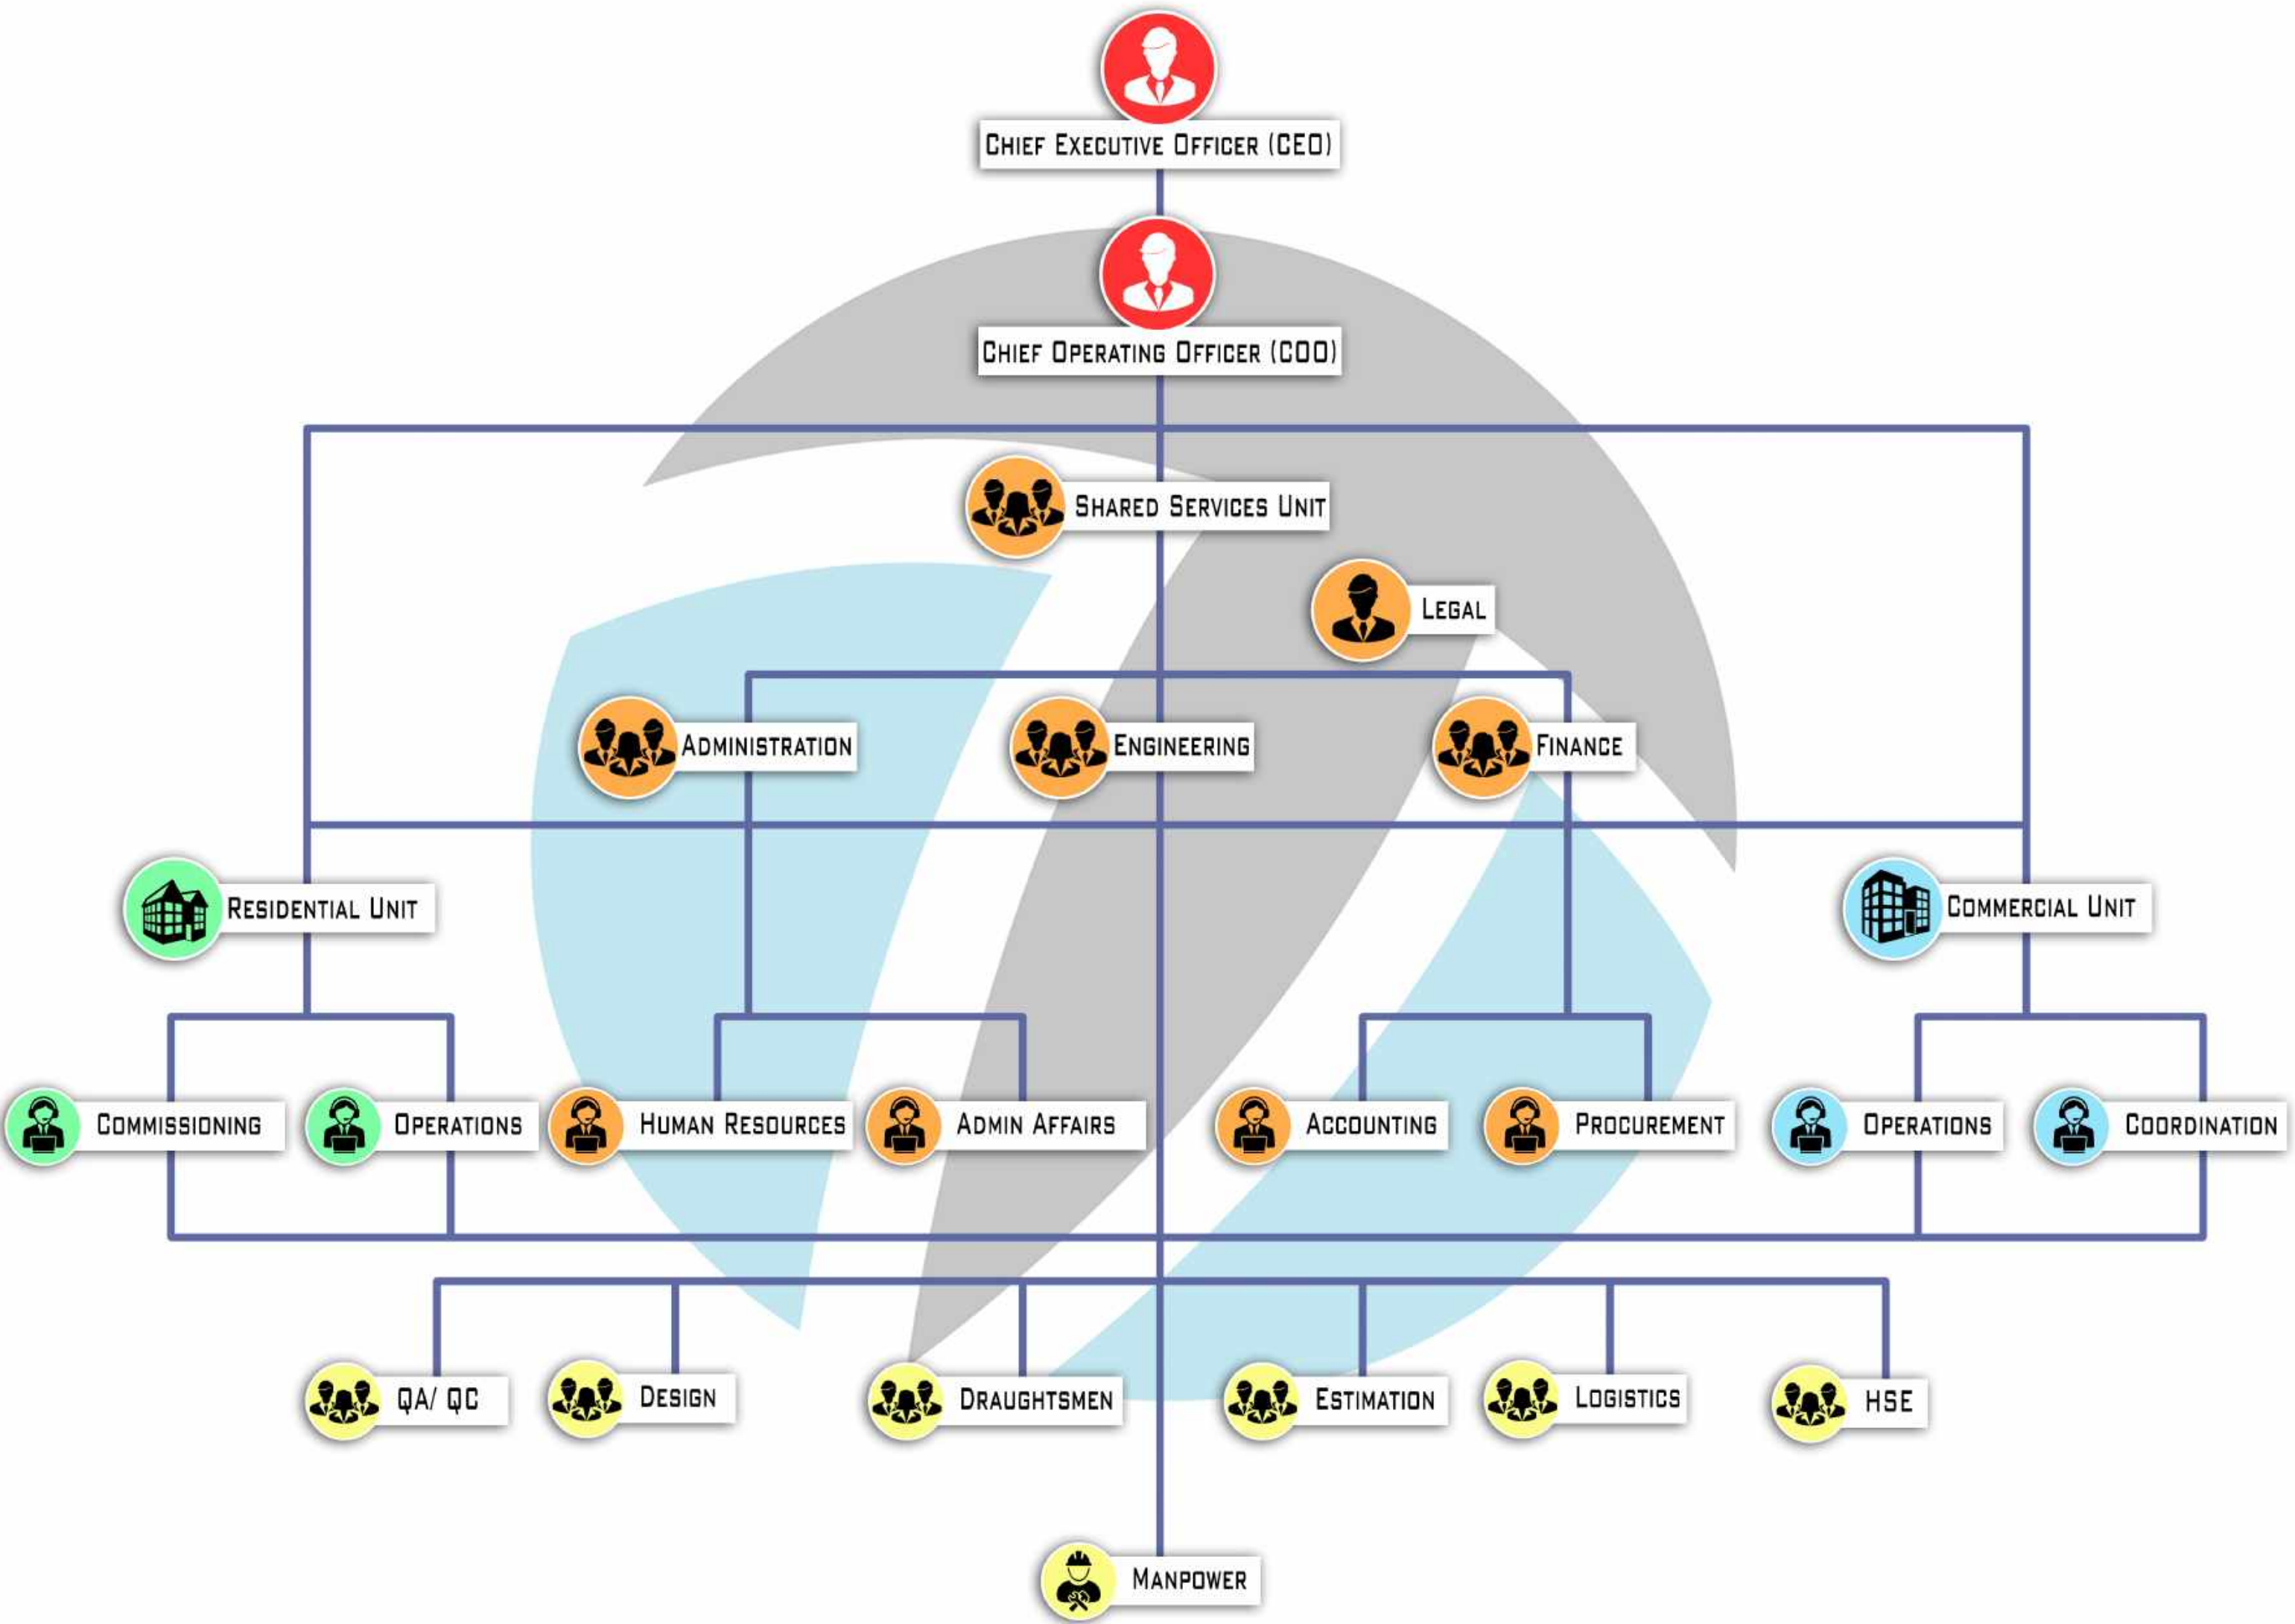 Chief Executive Officer (CEO)
Chief Operating Officer (COO)
Shared Services Unit
Legal
Administration
Engineering
Finance
Residential Unit
Commercial Unit
Commissioning
Operations
Human Resources
Admin Affairs
Accounting
Procurement
Operations
Coordination
QA/ QC
Design
Draughtsmen
Estimation
Logistics
HSE
Manpower